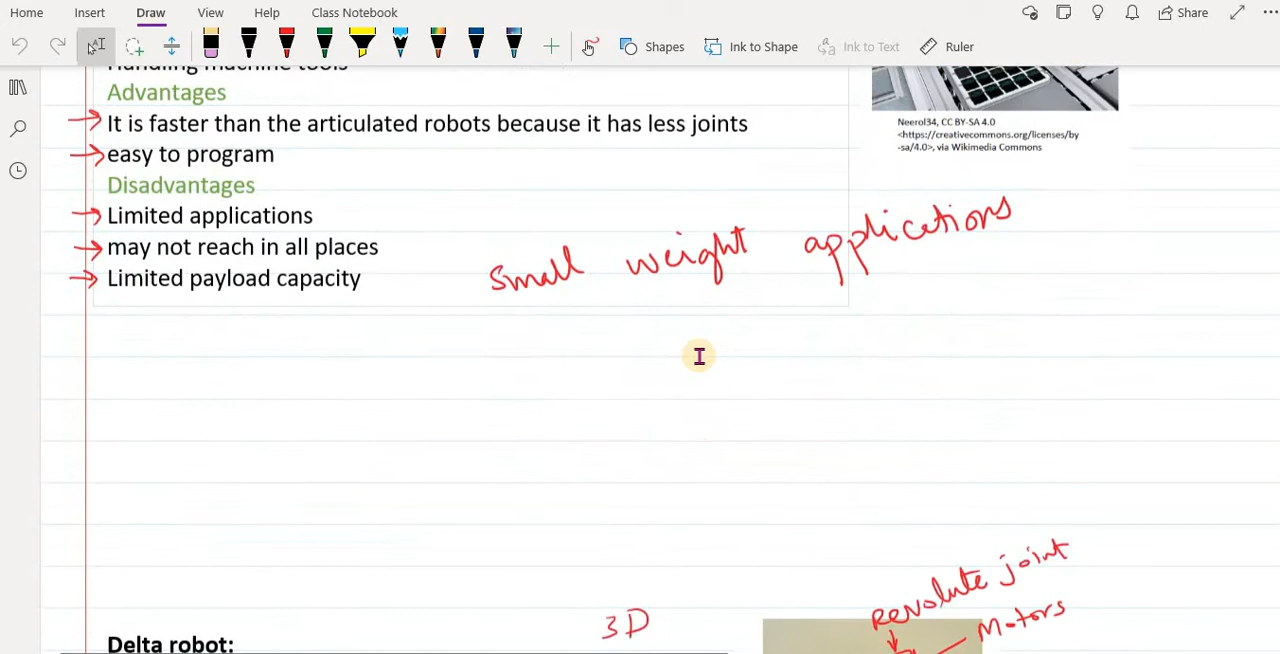 Home Insert Draw View Help Class Notebook Share
Shapes Ink to Shape Ink to Text Ruler
Handling machine tools
Advantages
It is faster than the articulated robots because it has less joints
easy to program
Disadvantages
Limited applications
may not reach in all places
Limited payload capacity
Neerol34, CC BY-SA 4.0
<https://creativecommons.org/licenses/by
-sa/4.0>, via Wikimedia Commons
Small weight applications
Revolute joint
Motors
3D
Delta robot: